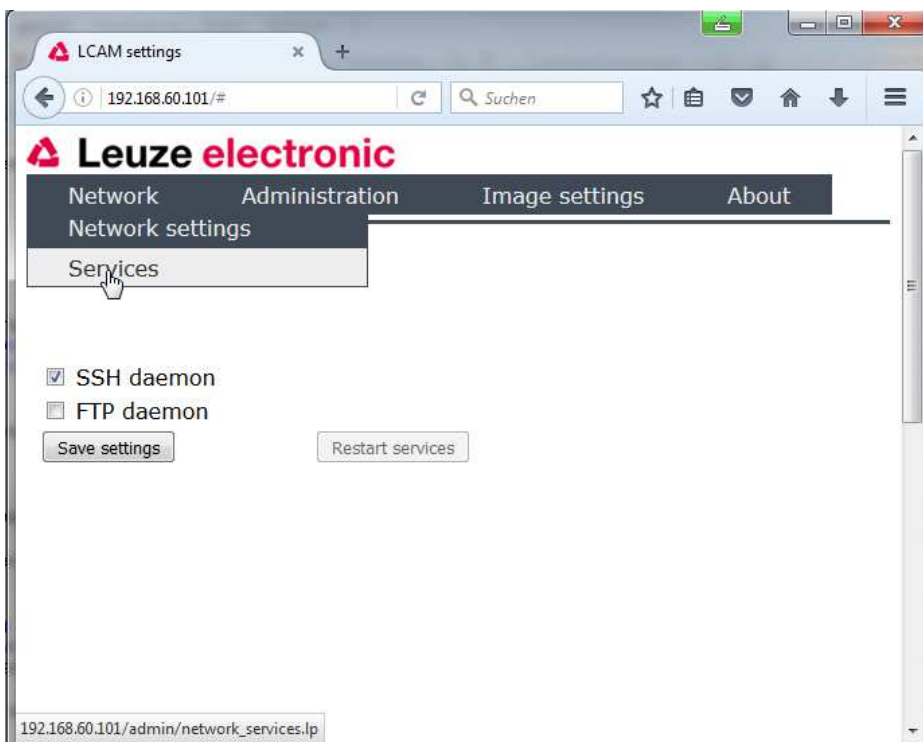 LCAM settings
192.168.60.101/#
Suchen
Leuze electronic
Network Administration Image settings About
Network settings
Services
SSH daemon
FTP daemon
Save settings Restart services
192.168.60.101/admin/network_services.lp